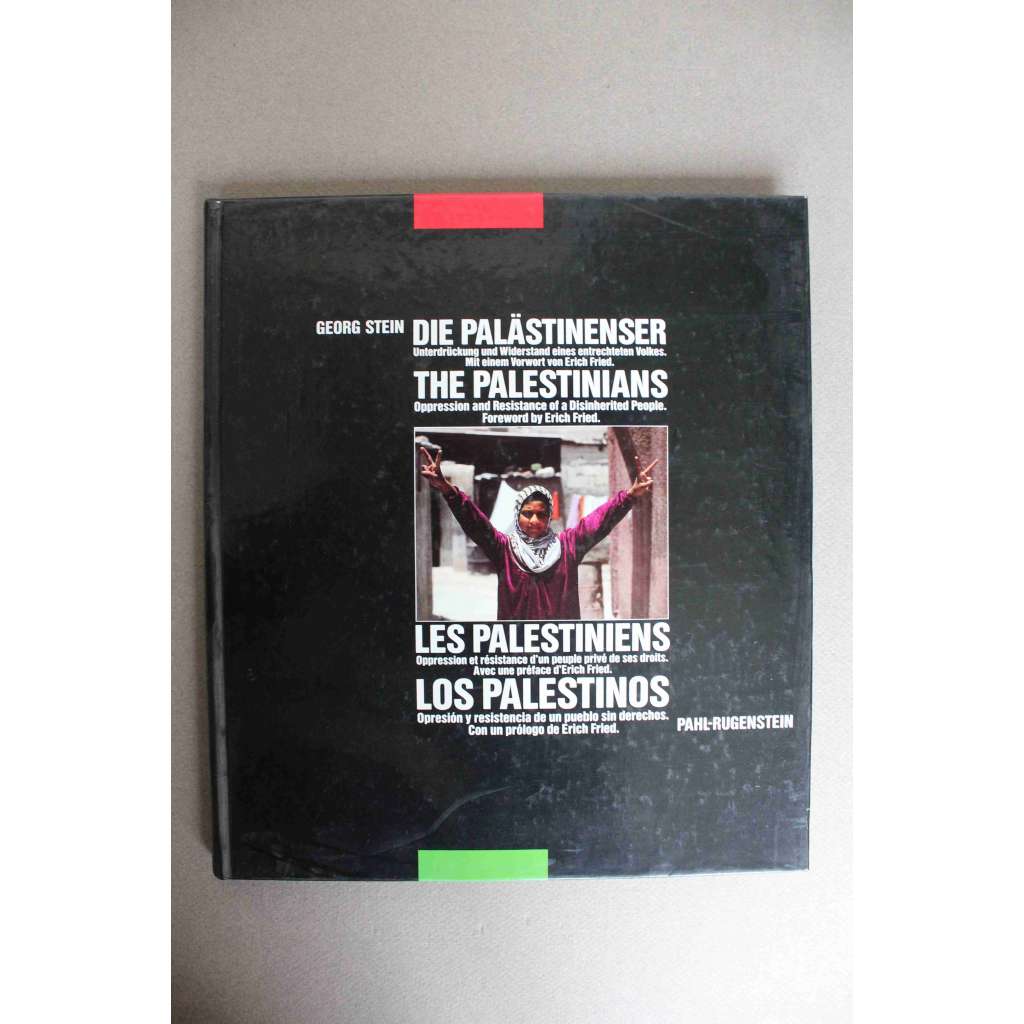 GEORG STEIN
DIE PALÄSTINENSER
Unterdrückung und Widerstand eines entrechteten Volkes.
Mit einem Vorwort von Erich Fried.
THE PALESTINIANS
Oppression and Resistance of a Disinherited People.
Foreword by Erich Fried.
LES PALESTINIENS
Oppression et résistance d'un peuple privé de ses droits.
Avec une préface d'Erich Fried.
LOS PALESTINOS
Opresión y resistencia de un pueblo sin derechos.
Con un prólogo de Erich Fried.
PAHL-RUGENSTEIN